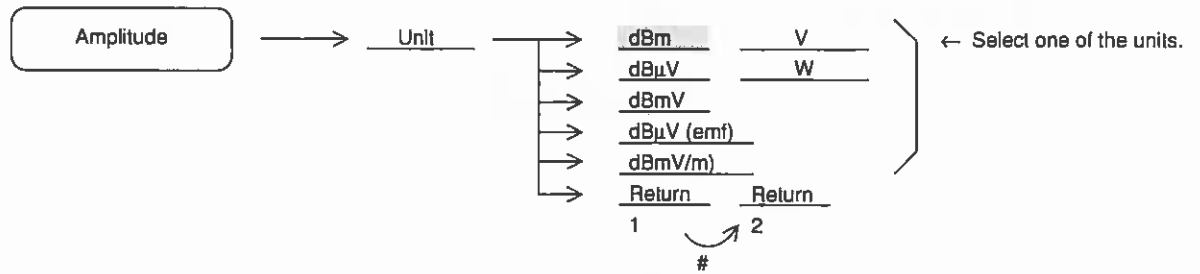 Amplitude Unit dBm V ← Select one of the units.
dBµV W
dBmV
dBµV (emf)
dBmV/m)
Return Return
1 2
#